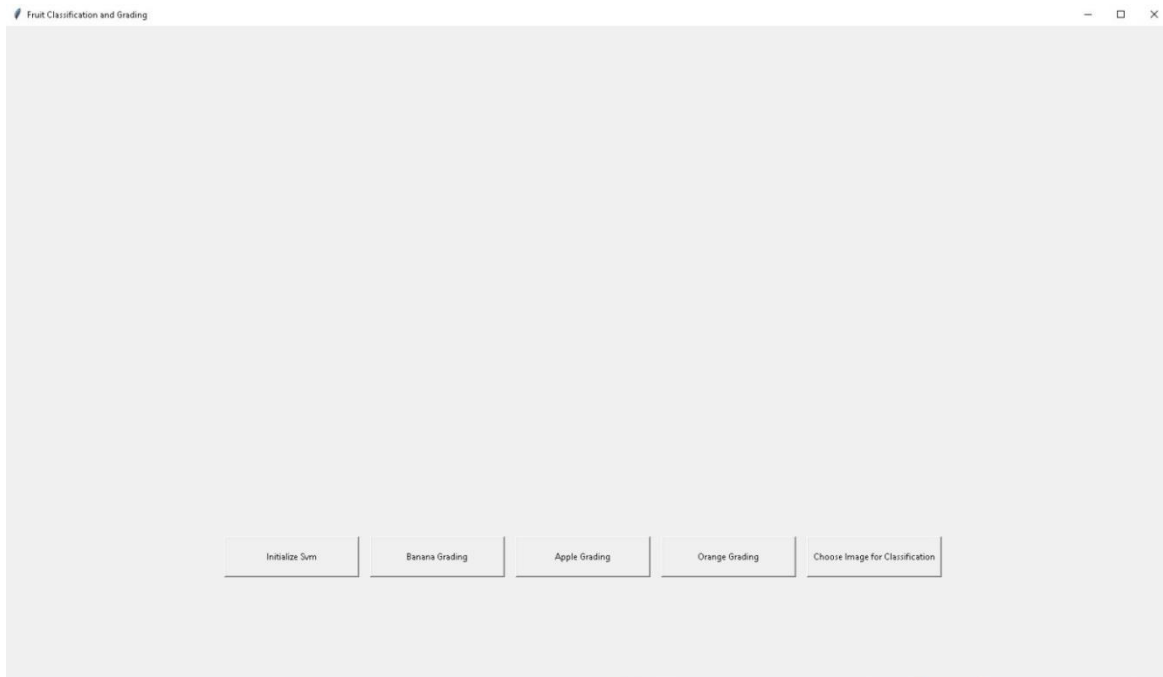 Fruit Classification and Grading
Initialize Svm
Banana Grading
Apple Grading
Orange Grading
Choose Image for Classification